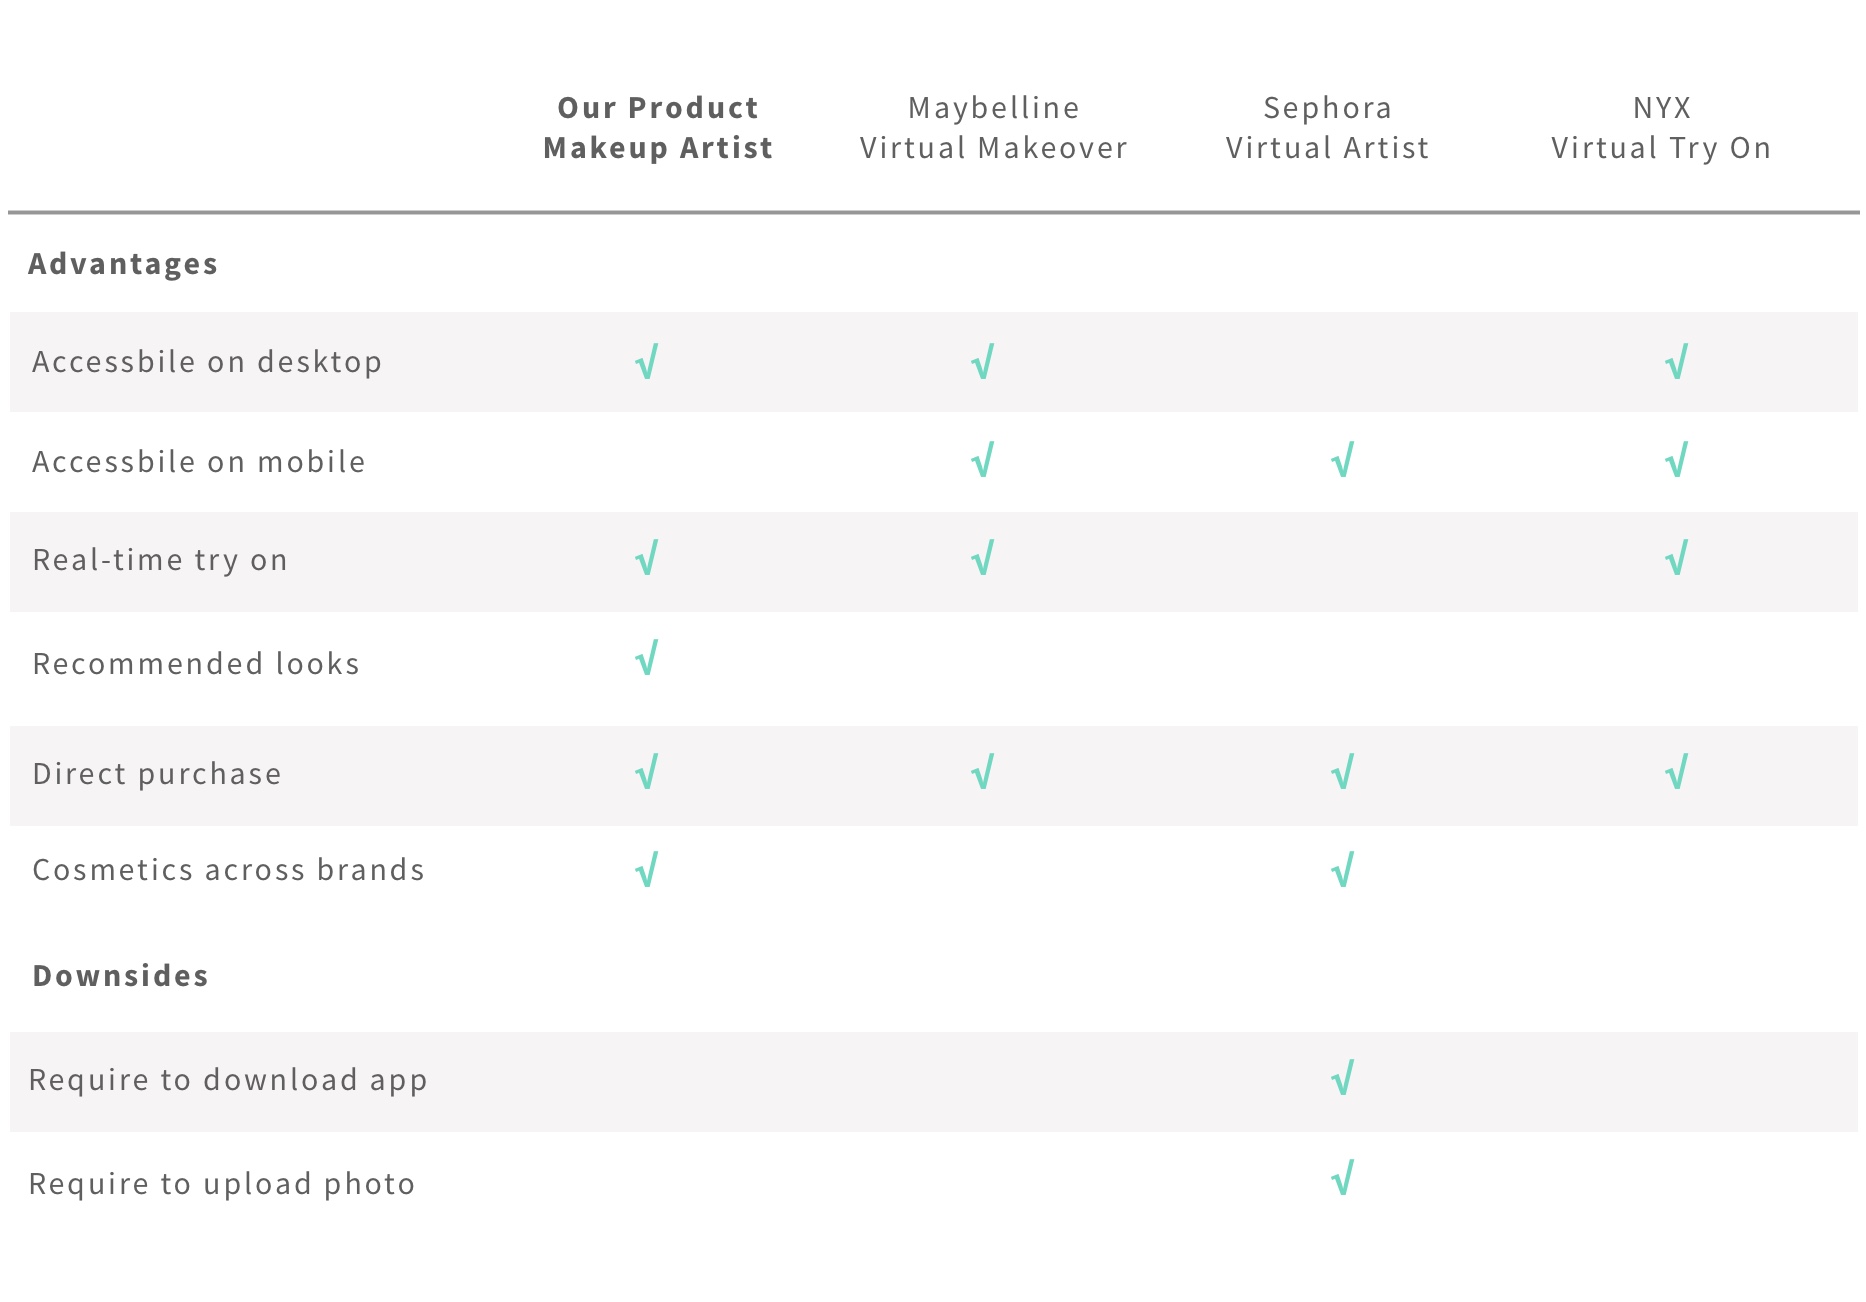 Our Product
Makeup Artist
Maybelline
Virtual Makeover
Sephora
Virtual Artist
NYX
Virtual Try On
Advantages
Accessbile on desktop √ √ √
Accessbile on mobile √ √ √
Real-time try on √ √ √
Recommended looks √
Direct purchase √ √ √ √
Cosmetics across brands √ √
Downsides
Require to download app √
Require to upload photo √